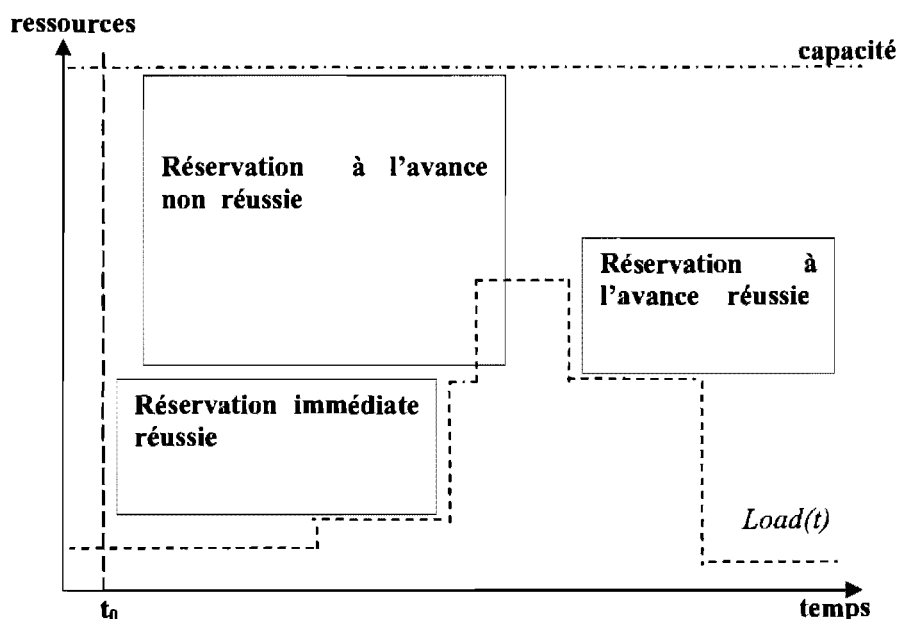 ressources
capacité
Réservation à l'avance
non réussie
Réservation à
l'avance réussie
Réservation immédiate
réussie
Load(t)
t₀
temps